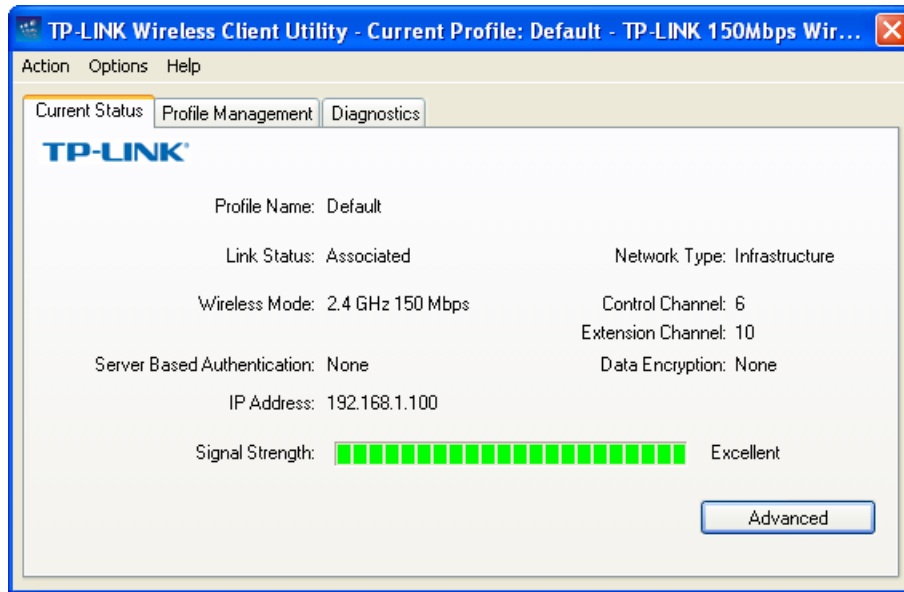 TP-LINK Wireless Client Utility - Current Profile: Default - TP-LINK 150Mbps Wir...
Action Options Help
Current Status Profile Management Diagnostics
TP-LINK®
Profile Name: Default
Link Status: Associated Network Type: Infrastructure
Wireless Mode: 2.4 GHz 150 Mbps Control Channel: 6
Extension Channel: 10
Server Based Authentication: None Data Encryption: None
IP Address: 192.168.1.100
Signal Strength: Excellent
Advanced